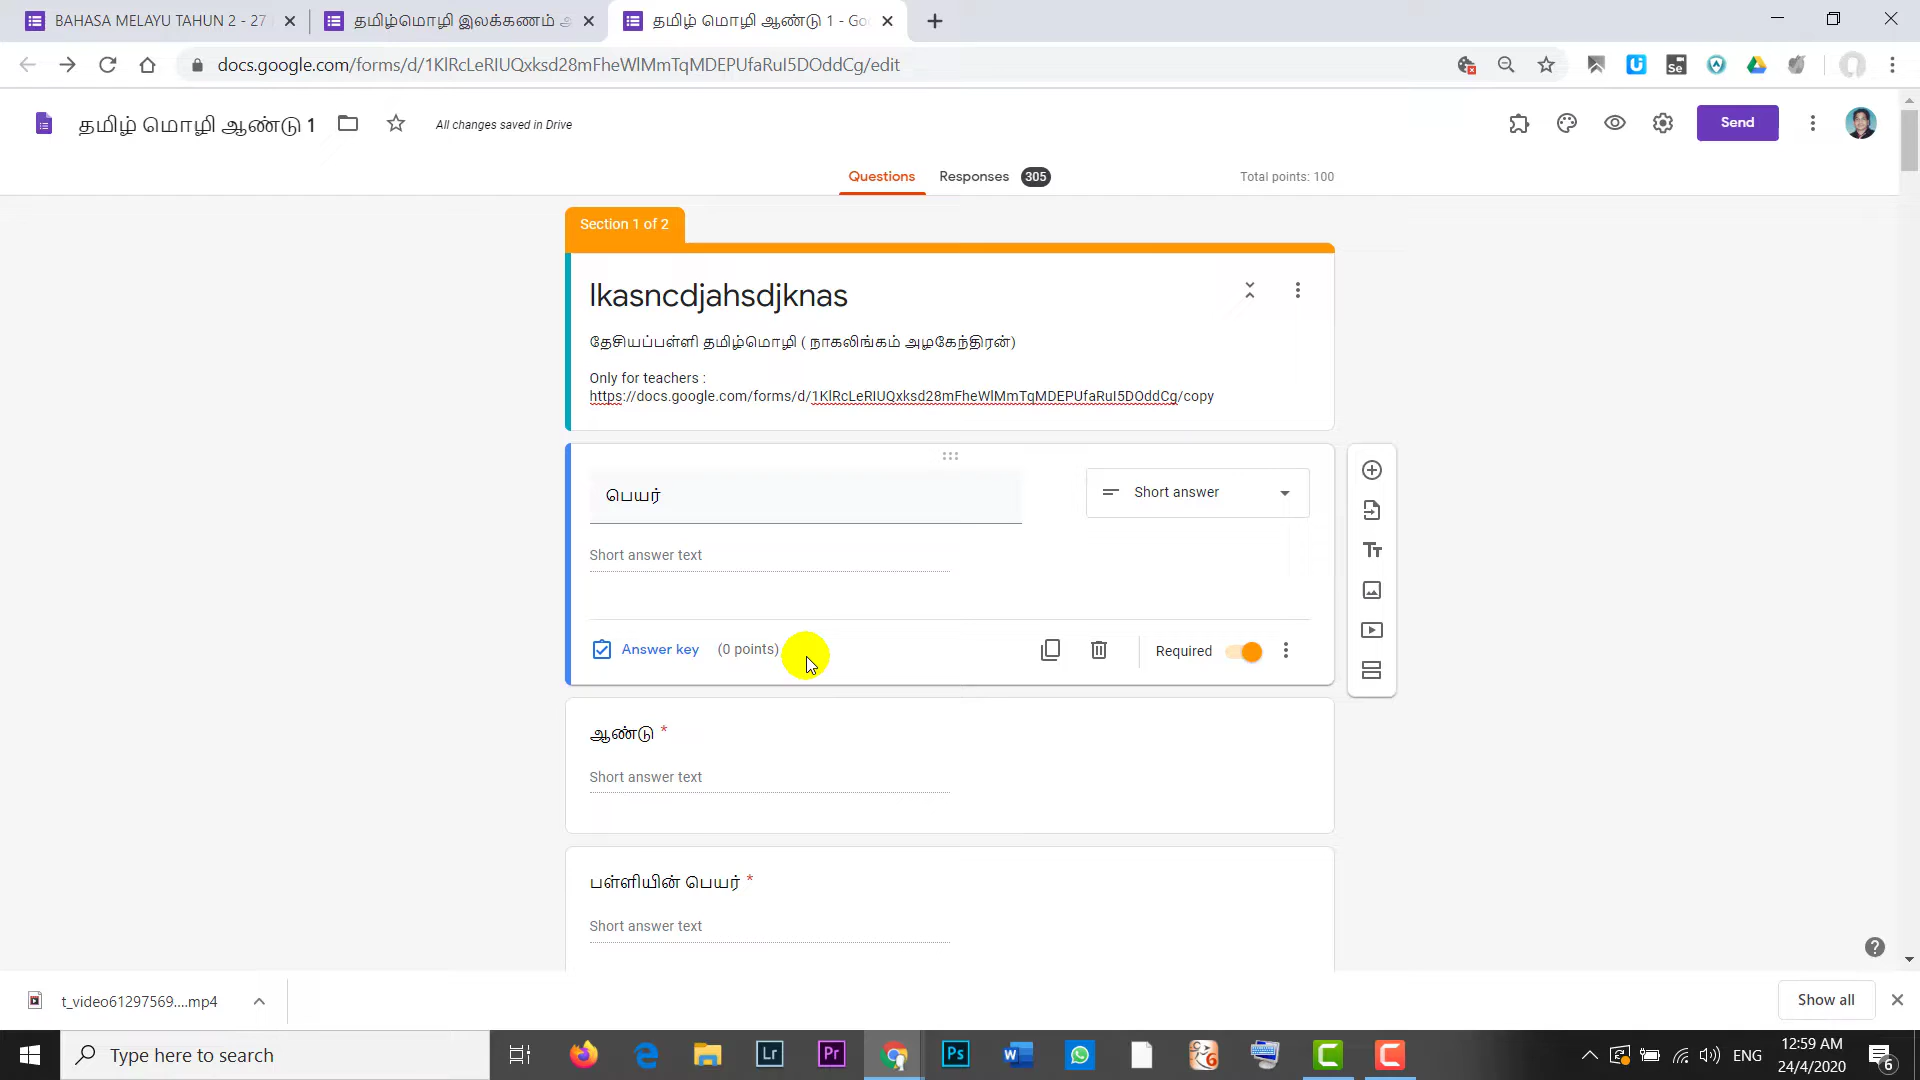 BAHASA MELAYU TAHUN 2 - 27
தமிழ்மொழி இலக்கணம்
தமிழ் மொழி ஆண்டு 1 - Go
docs.google.com/forms/d/1KlRcLeRIUQxksd28mFheWlMmTqMDEPUfaRuI5DOddCg/edit
தமிழ் மொழி ஆண்டு 1
All changes saved in Drive
Send
Questions
Responses 305
Total points: 100
Section 1 of 2
lkasncdjahsdjknas
தேசியப்பள்ளி தமிழ்மொழி ( நாகலிங்கம் அழகேந்திரன்)
Only for teachers :
https://docs.google.com/forms/d/1KlRcLeRIUQxksd28mFheWlMmTqMDEPUfaRuI5DOddCg/copy
பெயர்
Short answer
Short answer text
Answer key (0 points)
Required
ஆண்டு *
Short answer text
பள்ளியின் பெயர் *
Short answer text
t_video61297569....mp4
Show all
Type here to search
ENG
12:59 AM
24/4/2020
6